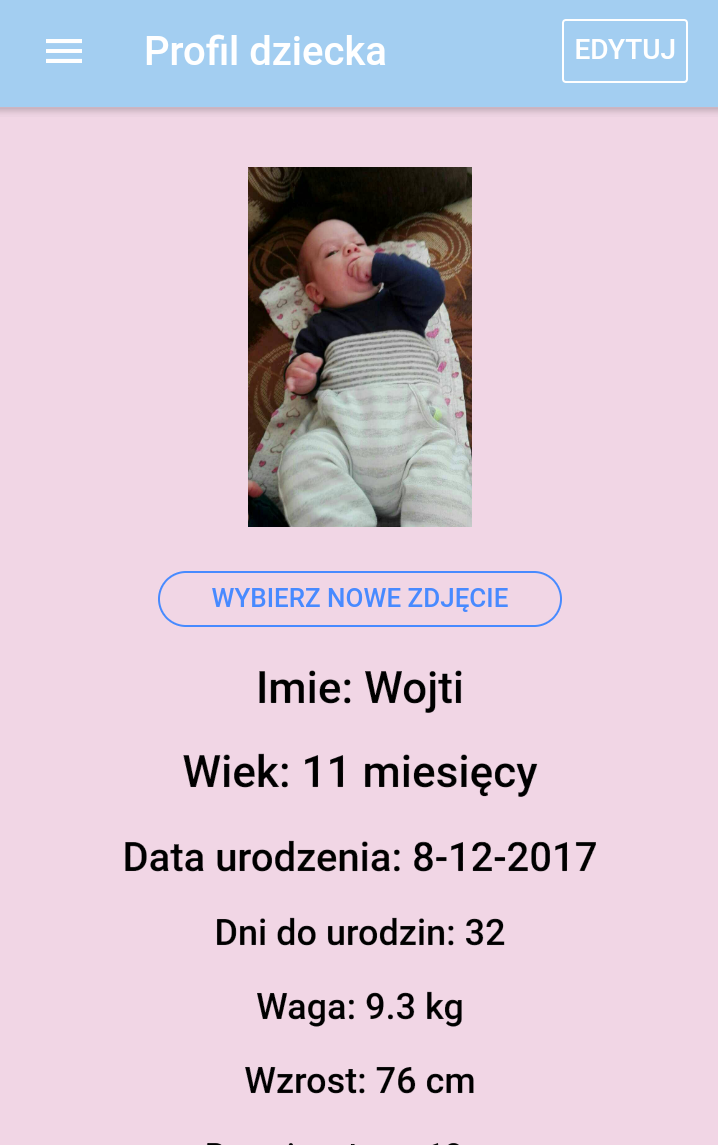 Profil dziecka
EDYTUJ
WYBIERZ NOWE ZDJĘCIE
Imie: Wojti
Wiek: 11 miesięcy
Data urodzenia: 8-12-2017
Dni do urodzin: 32
Waga: 9.3 kg
Wzrost: 76 cm